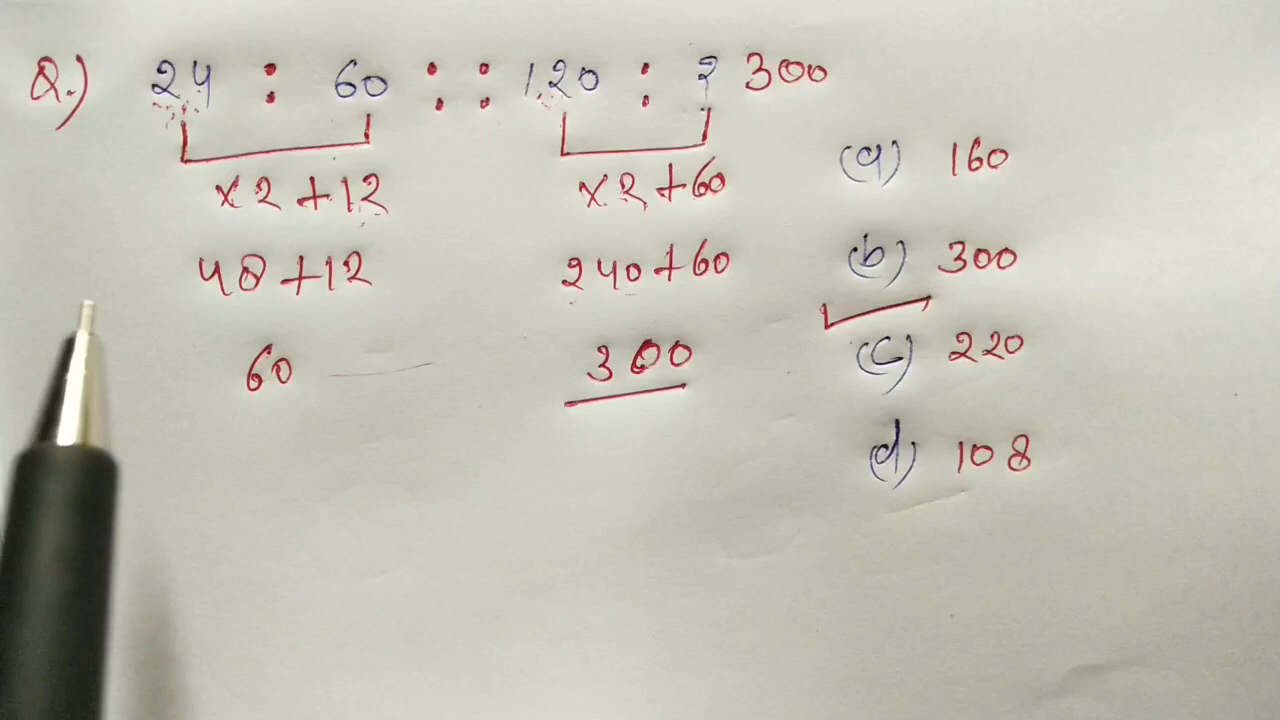 Q.) 24 : 60 :: 120 : ? 300
×2+12 ×2+60 (a) 160
48+12 240+60 (b) 300
60 300 (c) 220
(d) 108